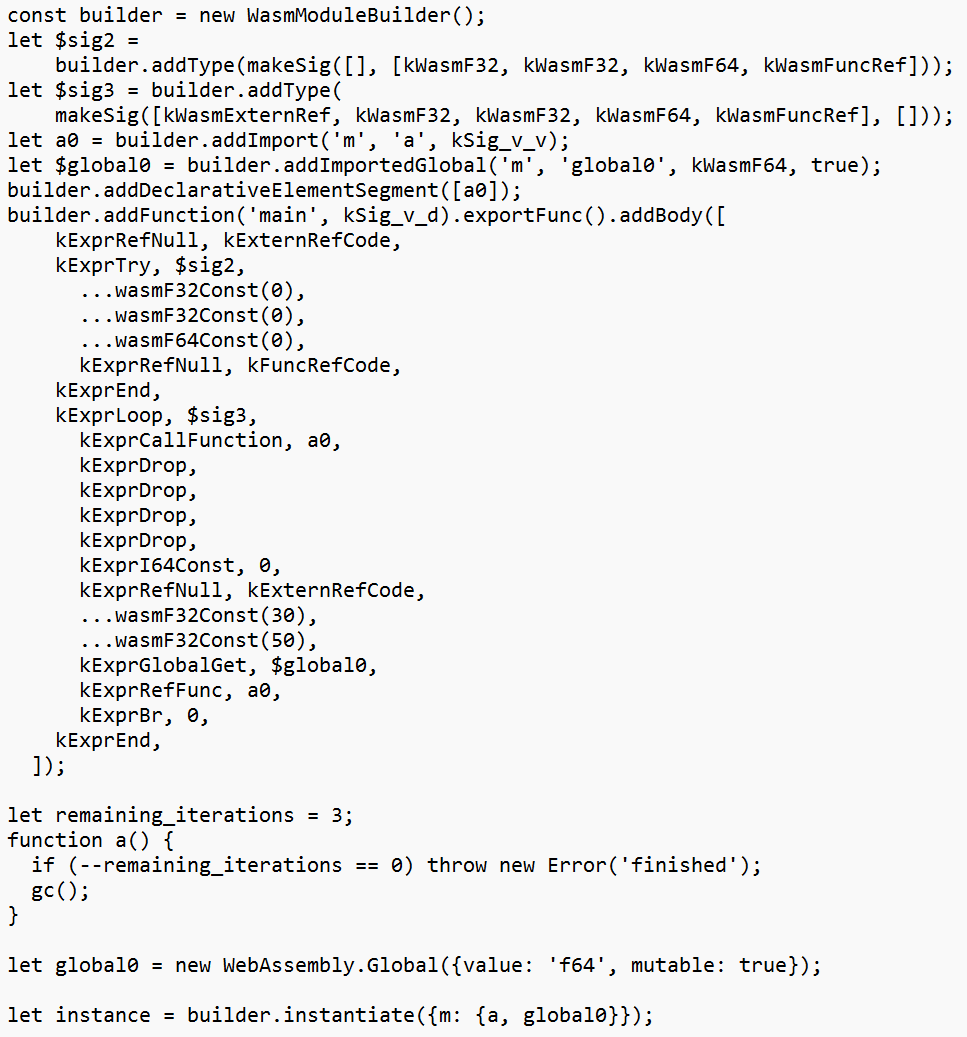 const builder = new WasmModuleBuilder();
let $sig2 =
    builder.addType(makeSig([], [kWasmF32, kWasmF32, kWasmF64, kWasmFuncRef]));
let $sig3 = builder.addType(
    makeSig([kWasmExternRef, kWasmF32, kWasmF32, kWasmF64, kWasmFuncRef], []));
let a0 = builder.addImport('m', 'a', kSig_v_v);
let $global0 = builder.addImportedGlobal('m', 'global0', kWasmF64, true);
builder.addDeclarativeElementSegment([a0]);
builder.addFunction('main', kSig_v_d).exportFunc().addBody([
    kExprRefNull, kExternRefCode,
    kExprTry, $sig2,
      ...wasmF32Const(0),
      ...wasmF32Const(0),
      ...wasmF64Const(0),
      kExprRefNull, kFuncRefCode,
    kExprEnd,
    kExprLoop, $sig3,
      kExprCallFunction, a0,
      kExprDrop,
      kExprDrop,
      kExprDrop,
      kExprDrop,
      kExprI64Const, 0,
      kExprRefNull, kExternRefCode,
      ...wasmF32Const(30),
      ...wasmF32Const(50),
      kExprGlobalGet, $global0,
      kExprRefFunc, a0,
      kExprBr, 0,
    kExprEnd,
  ]);

let remaining_iterations = 3;
function a() {
  if (--remaining_iterations == 0) throw new Error('finished');
  gc();
}

let global0 = new WebAssembly.Global({value: 'f64', mutable: true});

let instance = builder.instantiate({m: {a, global0}});